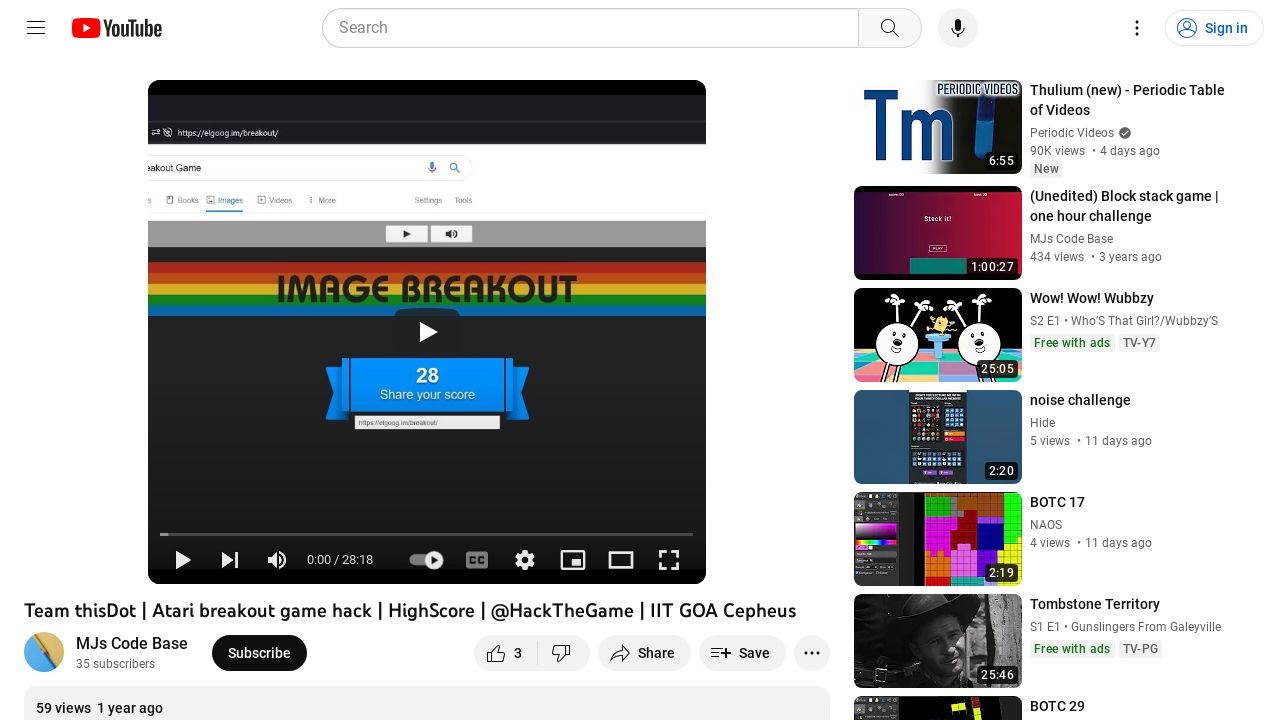 YouTube
Search
Sign in
https://elgoog.im/breakout/
eakout Game
s
Books
Images
Videos
More
Settings
Tools
IMAGE BREAKOUT
28
Share your score
https://elgoog.im/breakout/
0:00 / 28:18
CC
Team thisDot | Atari breakout game hack | HighScore | @HackTheGame | IIT GOA Cepheus
MJs Code Base
35 subscribers
Subscribe
3
Share
Save
59 views 1 year ago
PERIODIC VIDEOS
Tm
6:55
Thulium (new) - Periodic Table
of Videos
Periodic Videos
90K views • 4 days ago
New
Stack it!
PLAY
1:00:27
(Unedited) Block stack game |
one hour challenge
MJs Code Base
434 views • 3 years ago
25:05
Wow! Wow! Wubbzy
S2 E1 • Who’S That Girl?/Wubbzy’S
Free with ads
TV-Y7
2:20
noise challenge
Hide
5 views • 11 days ago
2:19
BOTC 17
NAOS
4 views • 11 days ago
25:46
Tombstone Territory
S1 E1 • Gunslingers From Galeyville
Free with ads
TV-PG
BOTC 29